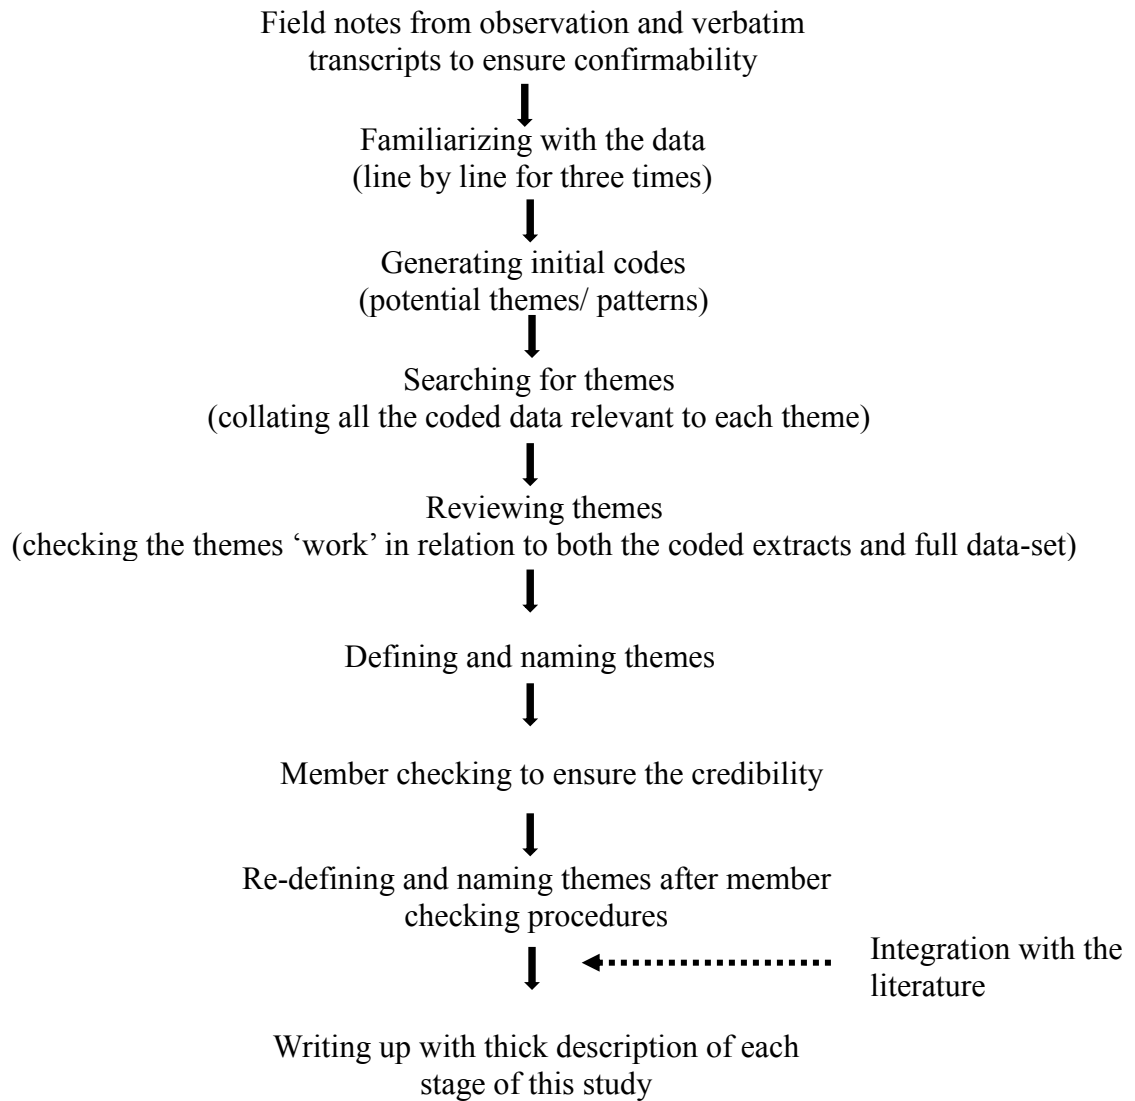 Field notes from observation and verbatim
transcripts to ensure confirmability
Familiarizing with the data
(line by line for three times)
Generating initial codes
(potential themes/ patterns)
Searching for themes
(collating all the coded data relevant to each theme)
Reviewing themes
(checking the themes ‘work’ in relation to both the coded extracts and full data-set)
Defining and naming themes
Member checking to ensure the credibility
Re-defining and naming themes after member
checking procedures
Integration with the
literature
Writing up with thick description of each
stage of this study